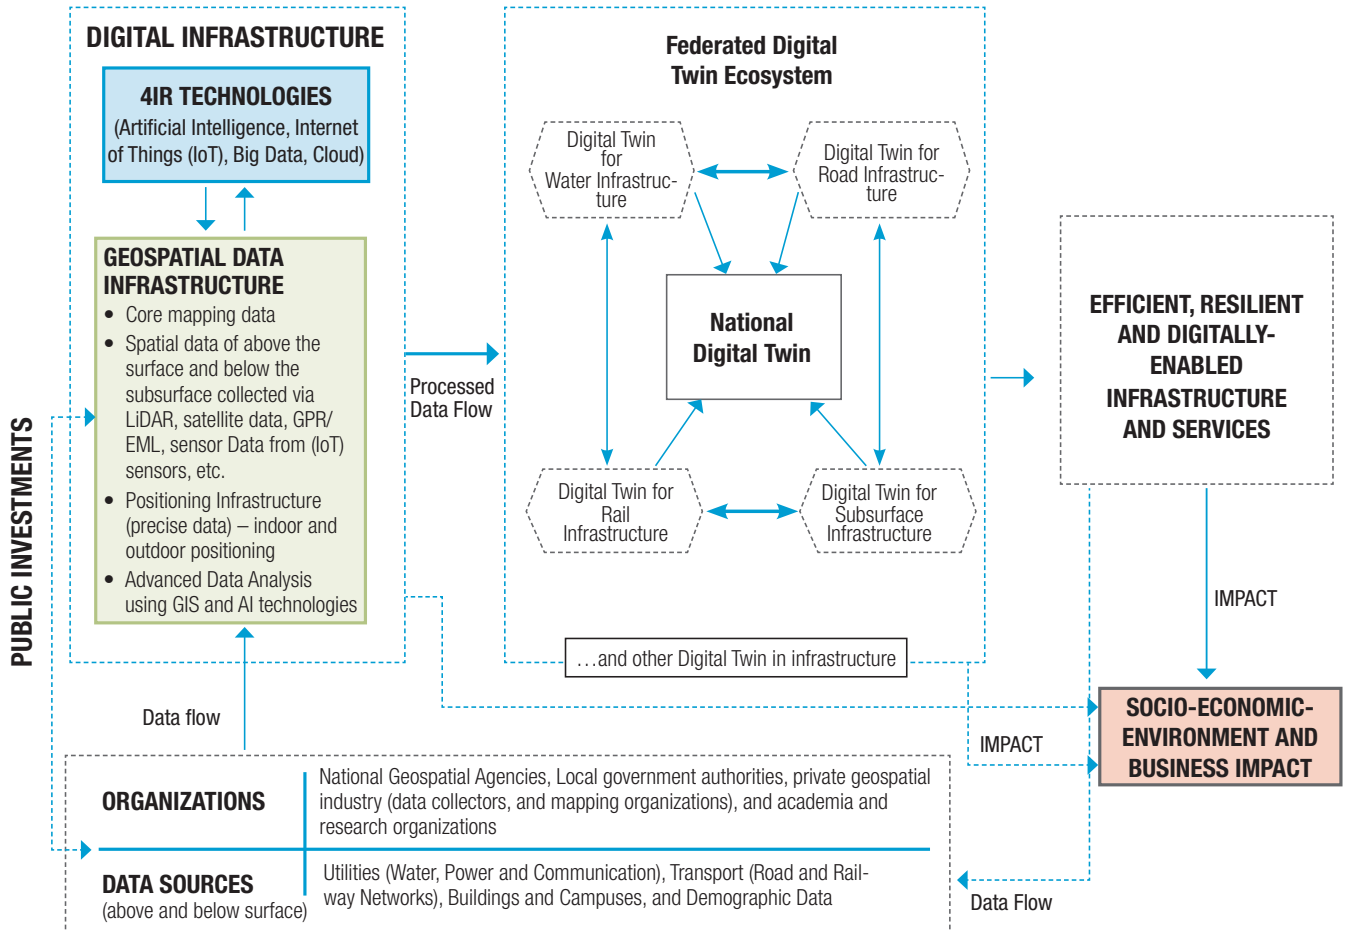 DIGITAL INFRASTRUCTURE
4IR TECHNOLOGIES
(Artificial Intelligence, Internet
of Things (IoT), Big Data, Cloud)
GEOSPATIAL DATA
INFRASTRUCTURE
• Core mapping data
• Spatial data of above the
surface and below the
subsurface collected via
LiDAR, satellite data, GPR/
EML, sensor Data from (IoT)
sensors, etc.
• Positioning Infrastructure
(precise data) – indoor and
outdoor positioning
• Advanced Data Analysis
using GIS and AI technologies
PUBLIC INVESTMENTS
Data flow
Processed
Data Flow
Federated Digital
Twin Ecosystem
Digital Twin
for
Water Infrastruc-
ture
Digital Twin for
Road Infrastruc-
ture
National
Digital Twin
Digital Twin for
Rail
Infrastructure
Digital Twin for
Subsurface
Infrastructure
…and other Digital Twin in infrastructure
EFFICIENT, RESILIENT
AND DIGITALLY-
ENABLED
INFRASTRUCTURE
AND SERVICES
IMPACT
IMPACT
SOCIO-ECONOMIC-
ENVIRONMENT AND
BUSINESS IMPACT
ORGANIZATIONS
National Geospatial Agencies, Local government authorities, private geospatial
industry (data collectors, and mapping organizations), and academia and
research organizations
DATA SOURCES
(above and below surface)
Utilities (Water, Power and Communication), Transport (Road and Rail-
way Networks), Buildings and Campuses, and Demographic Data
Data Flow